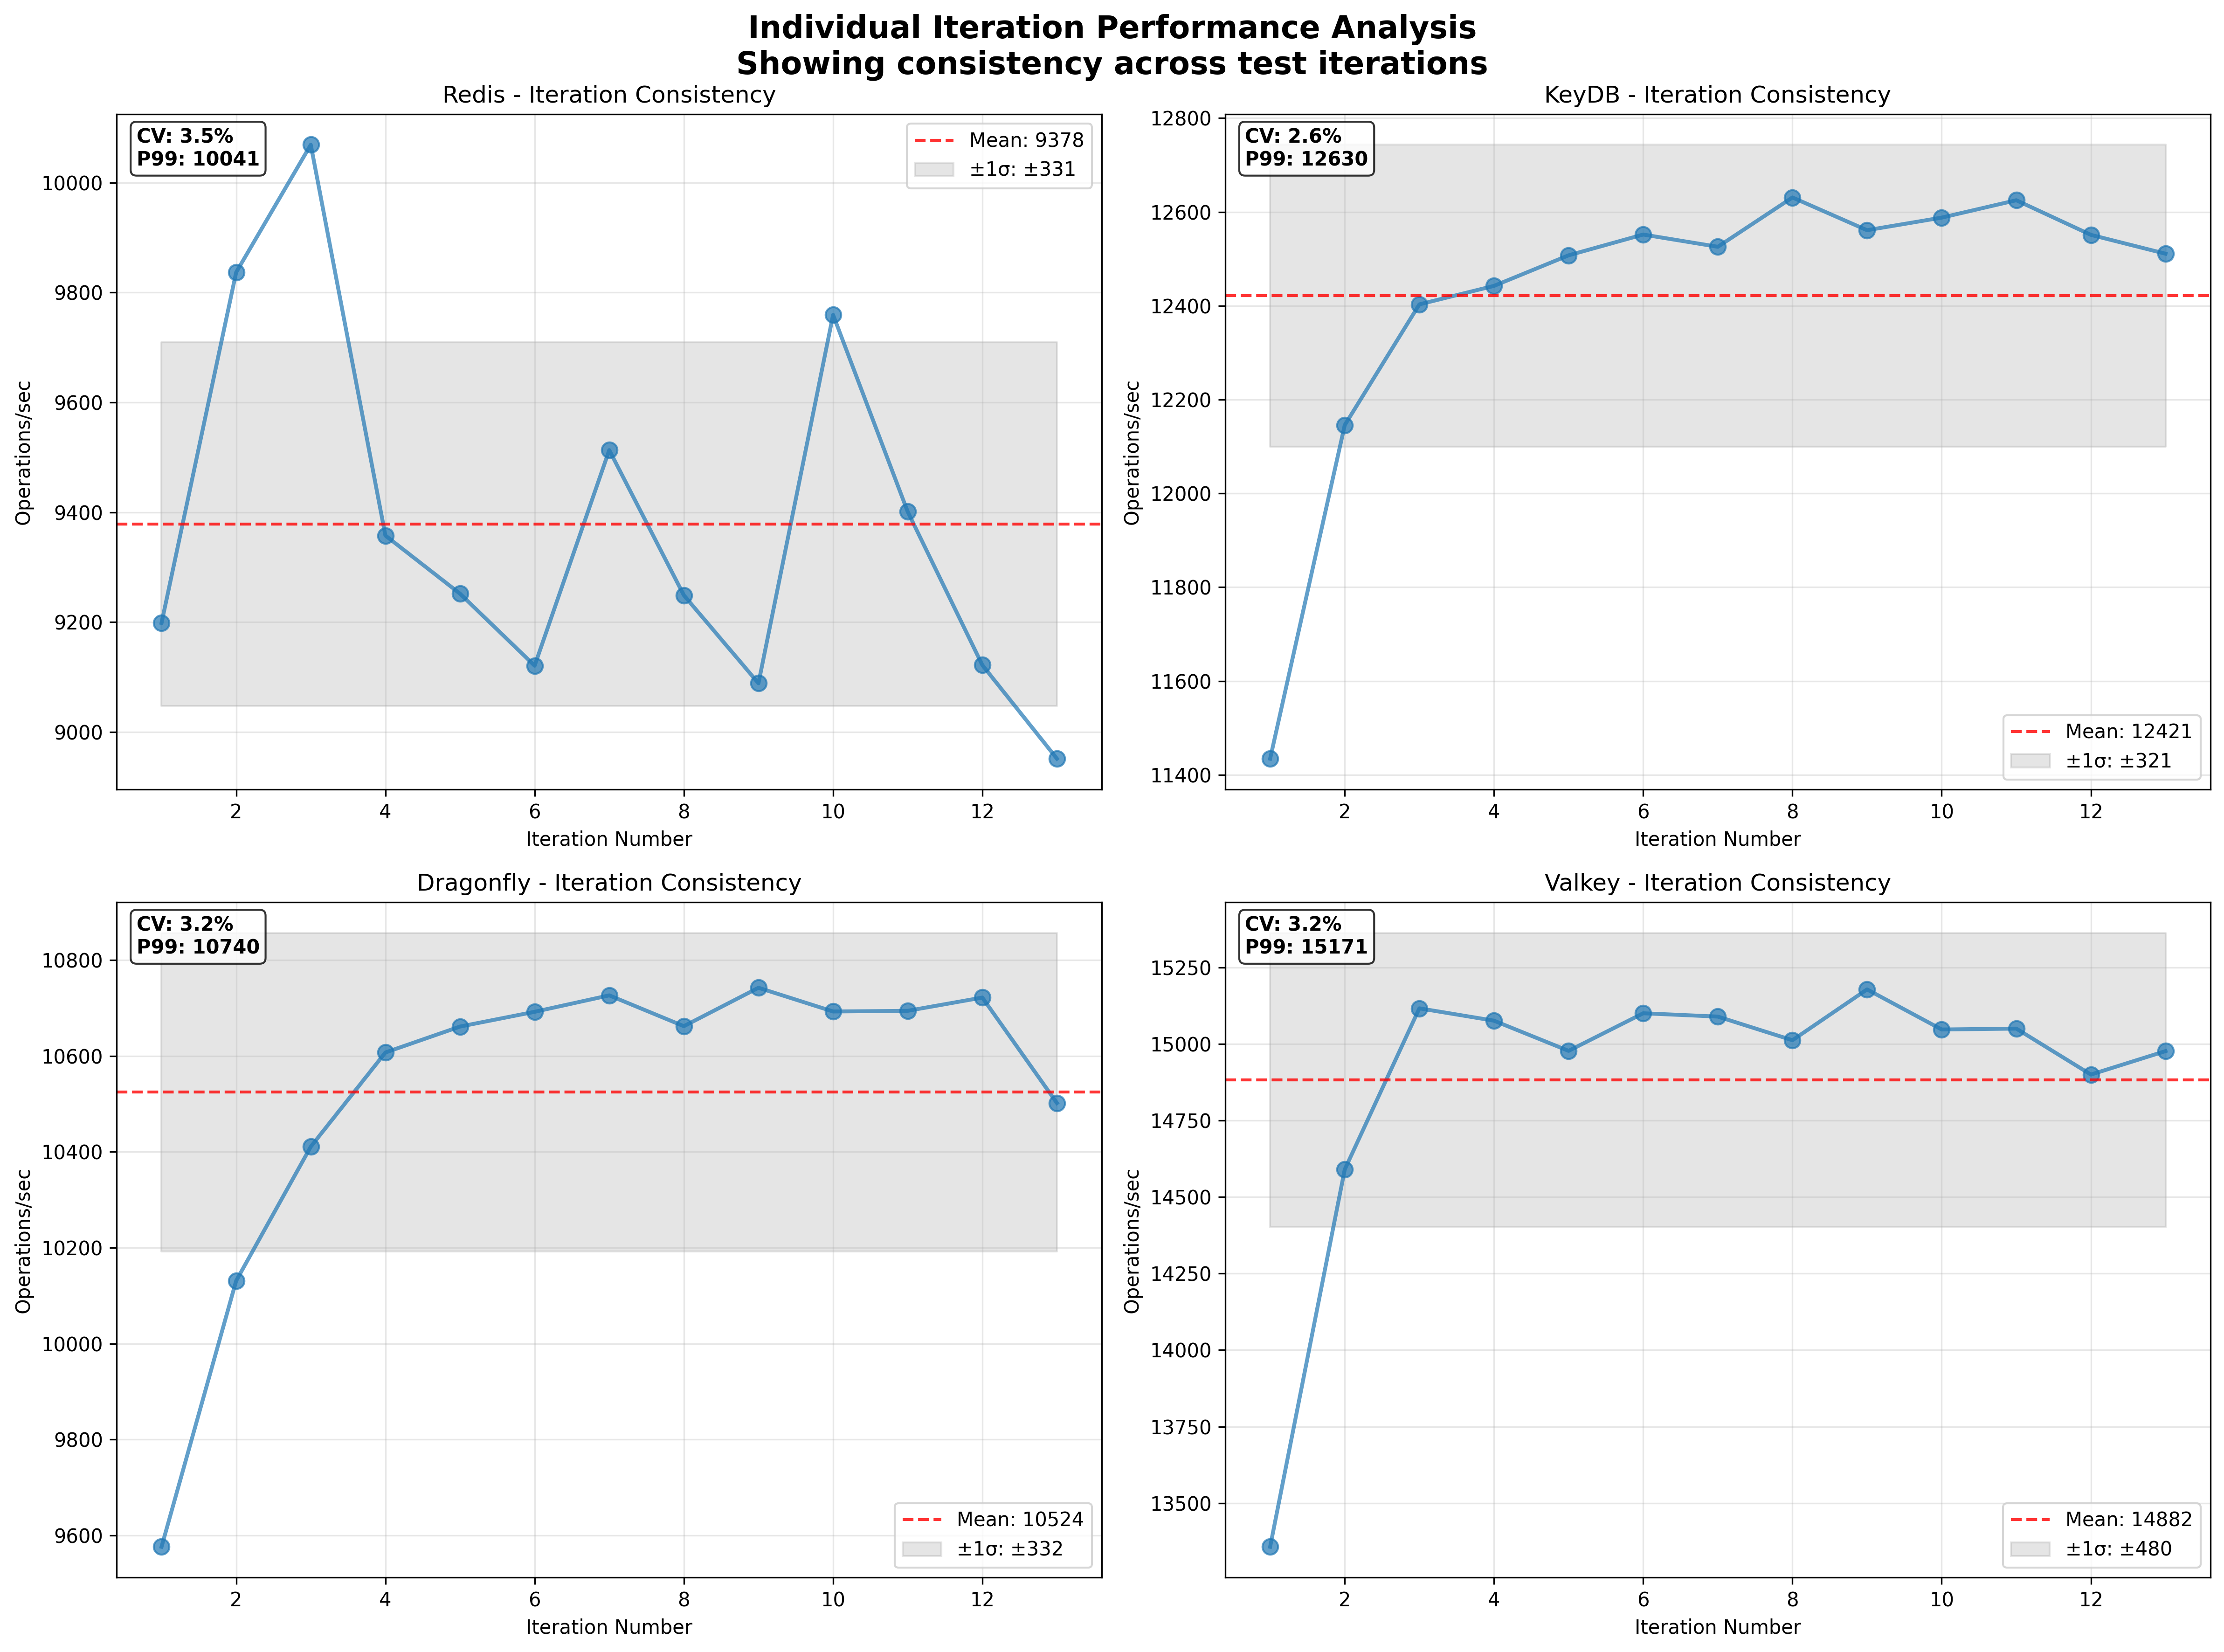 Individual Iteration Performance Analysis
Showing consistency across test iterations
Redis - Iteration Consistency
CV: 3.5%
P99: 10041
Mean: 9378
±1σ: ±331
10000
9800
9600
9400
9200
9000
Operations/sec
2 4 6 8 10 12
Iteration Number
KeyDB - Iteration Consistency
CV: 2.6%
P99: 12630
12800
12600
12400
12200
12000
11800
11600
11400
Operations/sec
Mean: 12421
±1σ: ±321
2 4 6 8 10 12
Iteration Number
Dragonfly - Iteration Consistency
CV: 3.2%
P99: 10740
10800
10600
10400
10200
10000
9800
9600
Operations/sec
Mean: 10524
±1σ: ±332
2 4 6 8 10 12
Iteration Number
Valkey - Iteration Consistency
CV: 3.2%
P99: 15171
15250
15000
14750
14500
14250
14000
13750
13500
Operations/sec
Mean: 14882
±1σ: ±480
2 4 6 8 10 12
Iteration Number